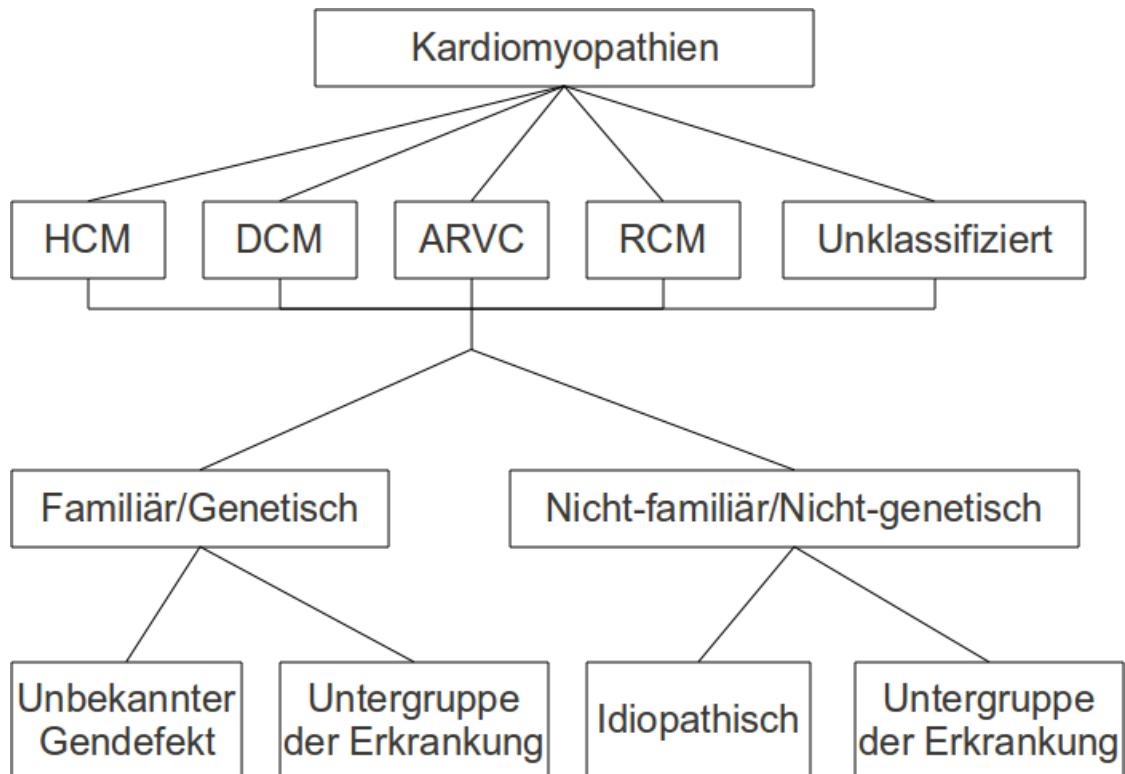 Kardiomyopathien
HCM
DCM
ARVC
RCM
Unklassifiziert
Familiär/Genetisch
Nicht-familiär/Nicht-genetisch
Unbekannter
Gendefekt
Untergruppe
der Erkrankung
Idiopathisch
Untergruppe
der Erkrankung